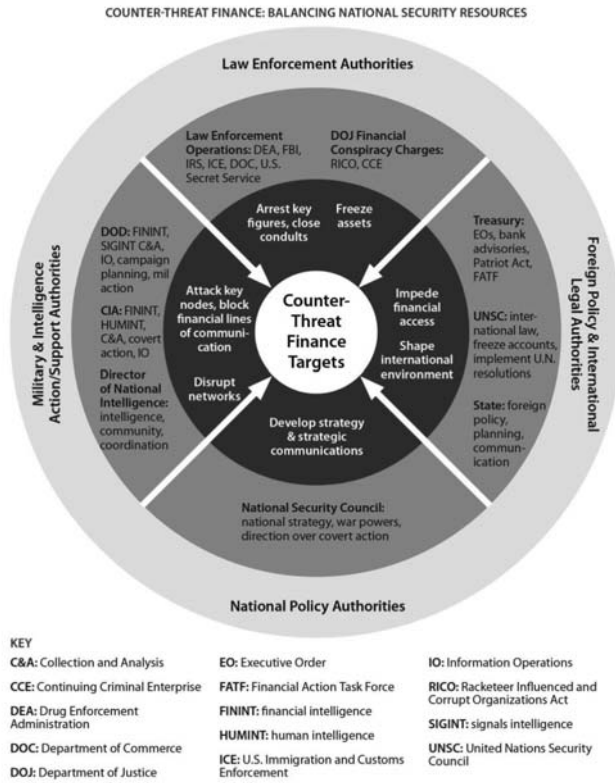 COUNTER-THREAT FINANCE: BALANCING NATIONAL SECURITY RESOURCES
Law Enforcement Authorities
Law Enforcement
Operations: DEA, FBI,
IRS, ICE, DOC, U.S.
Secret Service
DOJ Financial
Conspiracy Charges:
RICO, CCE
Arrest key
figures, close
condults
Freeze
assets
Military & Intelligence
Action/Support Authorities
DOD: FININT,
SIGINT C&A,
IO, campaign
planning, mil
action
CIA: FININT,
HUMINT,
C&A, covert
action, IO
Director
of National
Intelligence:
intelligence,
community,
coordination
Attack key
nodes, block
financial lines
of communi-
cation
Disrupt
networks
Counter-
Threat
Finance
Targets
Impede
financial
access
Shape
international
environment
Treasury:
EOs, bank
advisories,
Patriot Act,
FATF
UNSC: inter-
national law,
freeze accounts,
implement U.N.
resolutions
State: foreign
policy,
planning,
commun-
ication
Foreign Policy & International
Legal Authorities
Develop strategy
& strategic
communications
National Security Council:
national strategy, war powers,
direction over covert action
National Policy Authorities
KEY
C&A: Collection and Analysis
CCE: Continuing Criminal Enterprise
DEA: Drug Enforcement
Administration
DOC: Department of Commerce
DOJ: Department of Justice
EO: Executive Order
FATF: Financial Action Task Force
FININT: financial intelligence
HUMINT: human intelligence
ICE: U.S. Immigration and Customs
Enforcement
IO: Information Operations
RICO: Racketeer Influenced and
Corrupt Organizations Act
SIGINT: signals intelligence
UNSC: United Nations Security
Council